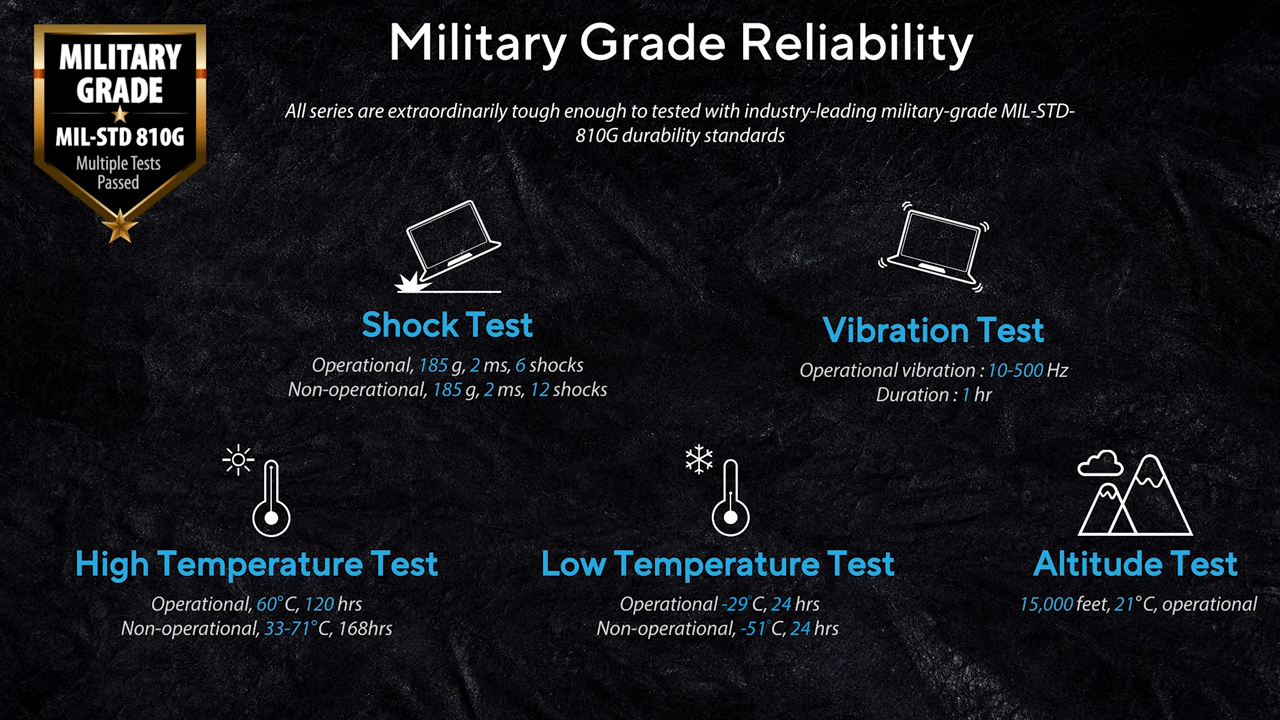 MILITARY
GRADE
MIL-STD 810G
Multiple Tests
Passed
Military Grade Reliability
All series are extraordinarily tough enough to tested with industry-leading military-grade MIL-STD-
810G durability standards
Shock Test
Operational, 185 g, 2 ms, 6 shocks
Non-operational, 185 g, 2 ms, 12 shocks
Vibration Test
Operational vibration : 10-500 Hz
Duration : 1 hr
High Temperature Test
Operational, 60°C, 120 hrs
Non-operational, 33-71°C, 168hrs
Low Temperature Test
Operational -29°C, 24 hrs
Non-operational, -51°C, 24 hrs
Altitude Test
15,000 feet, 21°C, operational